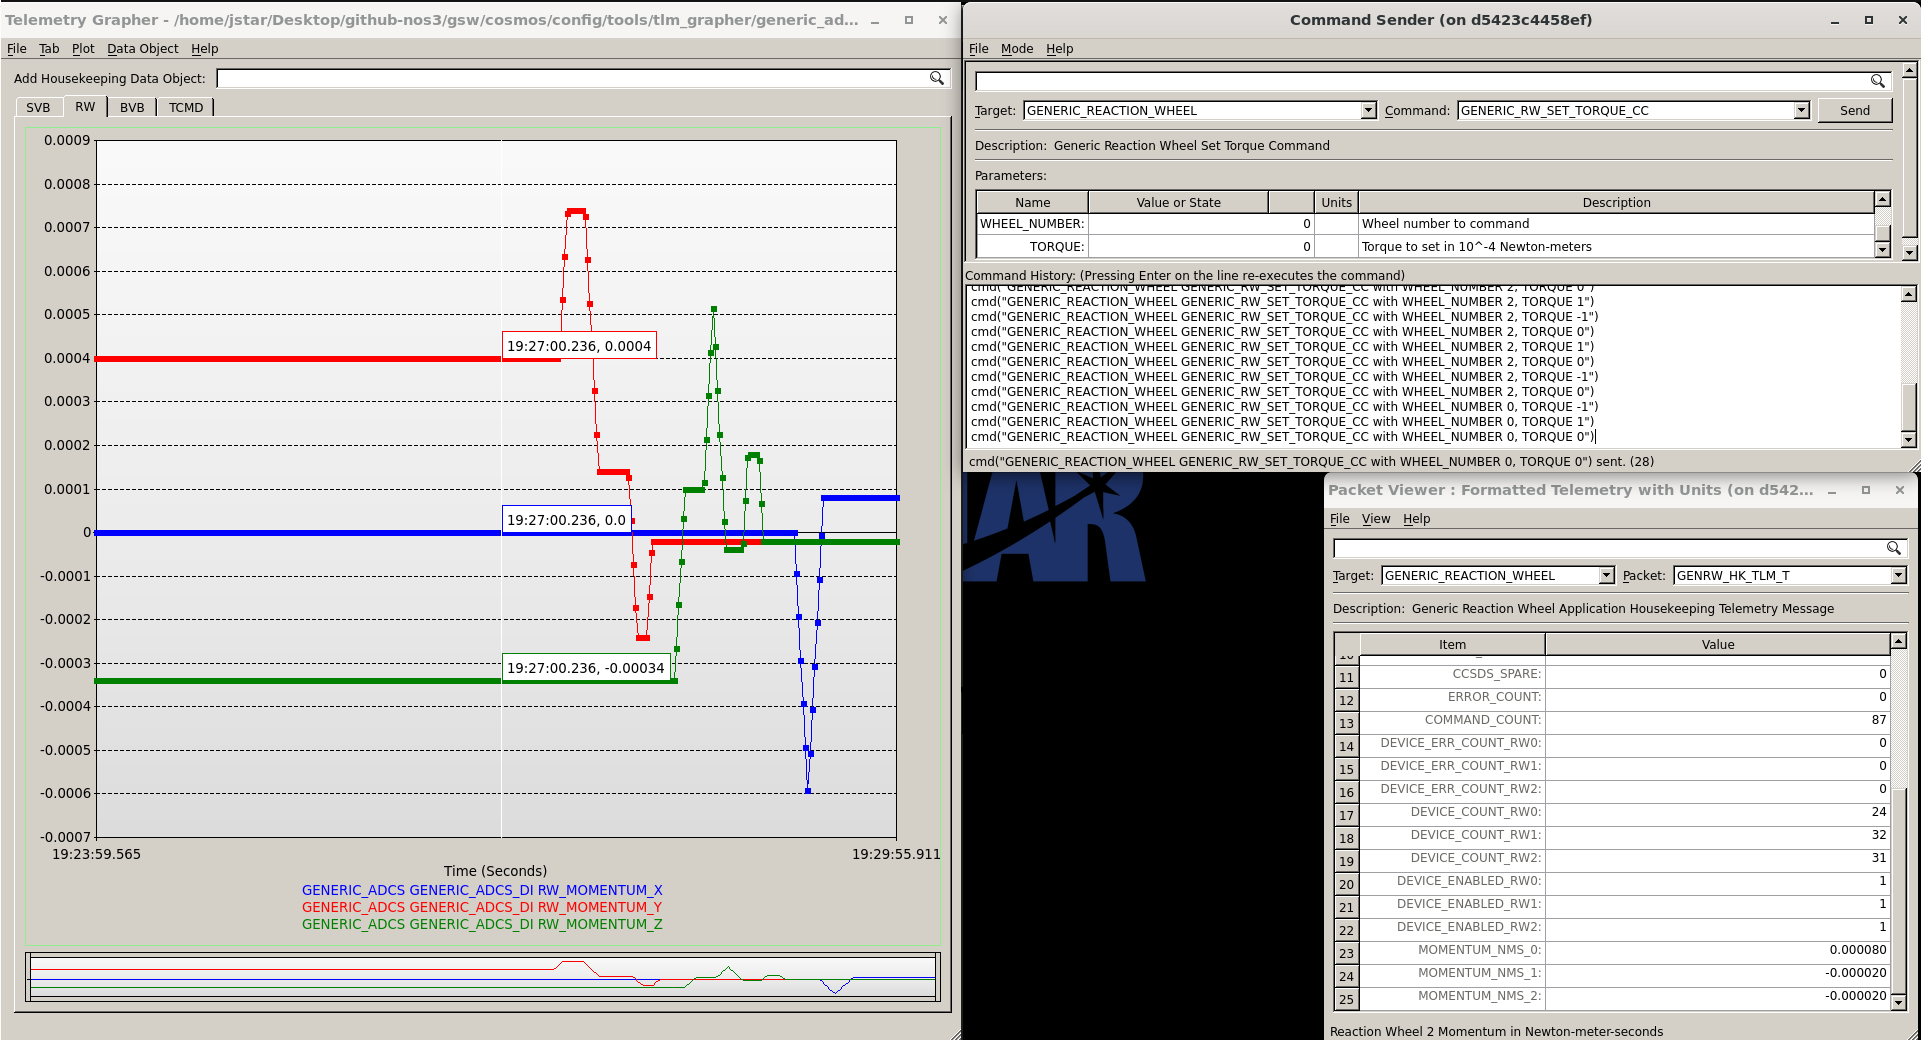 Telemetry Grapher - /home/jstar/Desktop/github-nos3/gsw/cosmos/config/tools/tlm_grapher/generic_ad...
File Tab Plot Data Object Help
Add Housekeeping Data Object:
SVB RW BVB TCMD
0.0009
0.0008
0.0007
0.0006
0.0005
0.0004
0.0003
0.0002
0.0001
0
-0.0001
-0.0002
-0.0003
-0.0004
-0.0005
-0.0006
-0.0007
19:27:00.236, 0.0004
19:27:00.236, 0.0
19:27:00.236, -0.00034
19:23:59.565 19:29:55.911
Time (Seconds)
GENERIC_ADCS GENERIC_ADCS_DI RW_MOMENTUM_X
GENERIC_ADCS GENERIC_ADCS_DI RW_MOMENTUM_Y
GENERIC_ADCS GENERIC_ADCS_DI RW_MOMENTUM_Z
Command Sender (on d5423c4458ef)
File Mode Help
Target: GENERIC_REACTION_WHEEL Command: GENERIC_RW_SET_TORQUE_CC Send
Description: Generic Reaction Wheel Set Torque Command
Parameters:
Name Value or State Units Description
WHEEL_NUMBER: 0 Wheel number to command
TORQUE: 0 Torque to set in 10^-4 Newton-meters
Command History: (Pressing Enter on the line re-executes the command)
cmd("GENERIC_REACTION_WHEEL GENERIC_RW_SET_TORQUE_CC with WHEEL_NUMBER 2, TORQUE 0")
cmd("GENERIC_REACTION_WHEEL GENERIC_RW_SET_TORQUE_CC with WHEEL_NUMBER 2, TORQUE 1")
cmd("GENERIC_REACTION_WHEEL GENERIC_RW_SET_TORQUE_CC with WHEEL_NUMBER 2, TORQUE -1")
cmd("GENERIC_REACTION_WHEEL GENERIC_RW_SET_TORQUE_CC with WHEEL_NUMBER 2, TORQUE 0")
cmd("GENERIC_REACTION_WHEEL GENERIC_RW_SET_TORQUE_CC with WHEEL_NUMBER 2, TORQUE 1")
cmd("GENERIC_REACTION_WHEEL GENERIC_RW_SET_TORQUE_CC with WHEEL_NUMBER 2, TORQUE 0")
cmd("GENERIC_REACTION_WHEEL GENERIC_RW_SET_TORQUE_CC with WHEEL_NUMBER 2, TORQUE -1")
cmd("GENERIC_REACTION_WHEEL GENERIC_RW_SET_TORQUE_CC with WHEEL_NUMBER 2, TORQUE 0")
cmd("GENERIC_REACTION_WHEEL GENERIC_RW_SET_TORQUE_CC with WHEEL_NUMBER 0, TORQUE -1")
cmd("GENERIC_REACTION_WHEEL GENERIC_RW_SET_TORQUE_CC with WHEEL_NUMBER 0, TORQUE 1")
cmd("GENERIC_REACTION_WHEEL GENERIC_RW_SET_TORQUE_CC with WHEEL_NUMBER 0, TORQUE 0")
cmd("GENERIC_REACTION_WHEEL GENERIC_RW_SET_TORQUE_CC with WHEEL_NUMBER 0, TORQUE 0") sent. (28)
AR
Packet Viewer : Formatted Telemetry with Units (on d542...
File View Help
Target: GENERIC_REACTION_WHEEL Packet: GENRW_HK_TLM_T
Description: Generic Reaction Wheel Application Housekeeping Telemetry Message
Item Value
11 CCSDS_SPARE: 0
12 ERROR_COUNT: 0
13 COMMAND_COUNT: 87
14 DEVICE_ERR_COUNT_RW0: 0
15 DEVICE_ERR_COUNT_RW1: 0
16 DEVICE_ERR_COUNT_RW2: 0
17 DEVICE_COUNT_RW0: 24
18 DEVICE_COUNT_RW1: 32
19 DEVICE_COUNT_RW2: 31
20 DEVICE_ENABLED_RW0: 1
21 DEVICE_ENABLED_RW1: 1
22 DEVICE_ENABLED_RW2: 1
23 MOMENTUM_NMS_0: 0.000080
24 MOMENTUM_NMS_1: -0.000020
25 MOMENTUM_NMS_2: -0.000020
Reaction Wheel 2 Momentum in Newton-meter-seconds